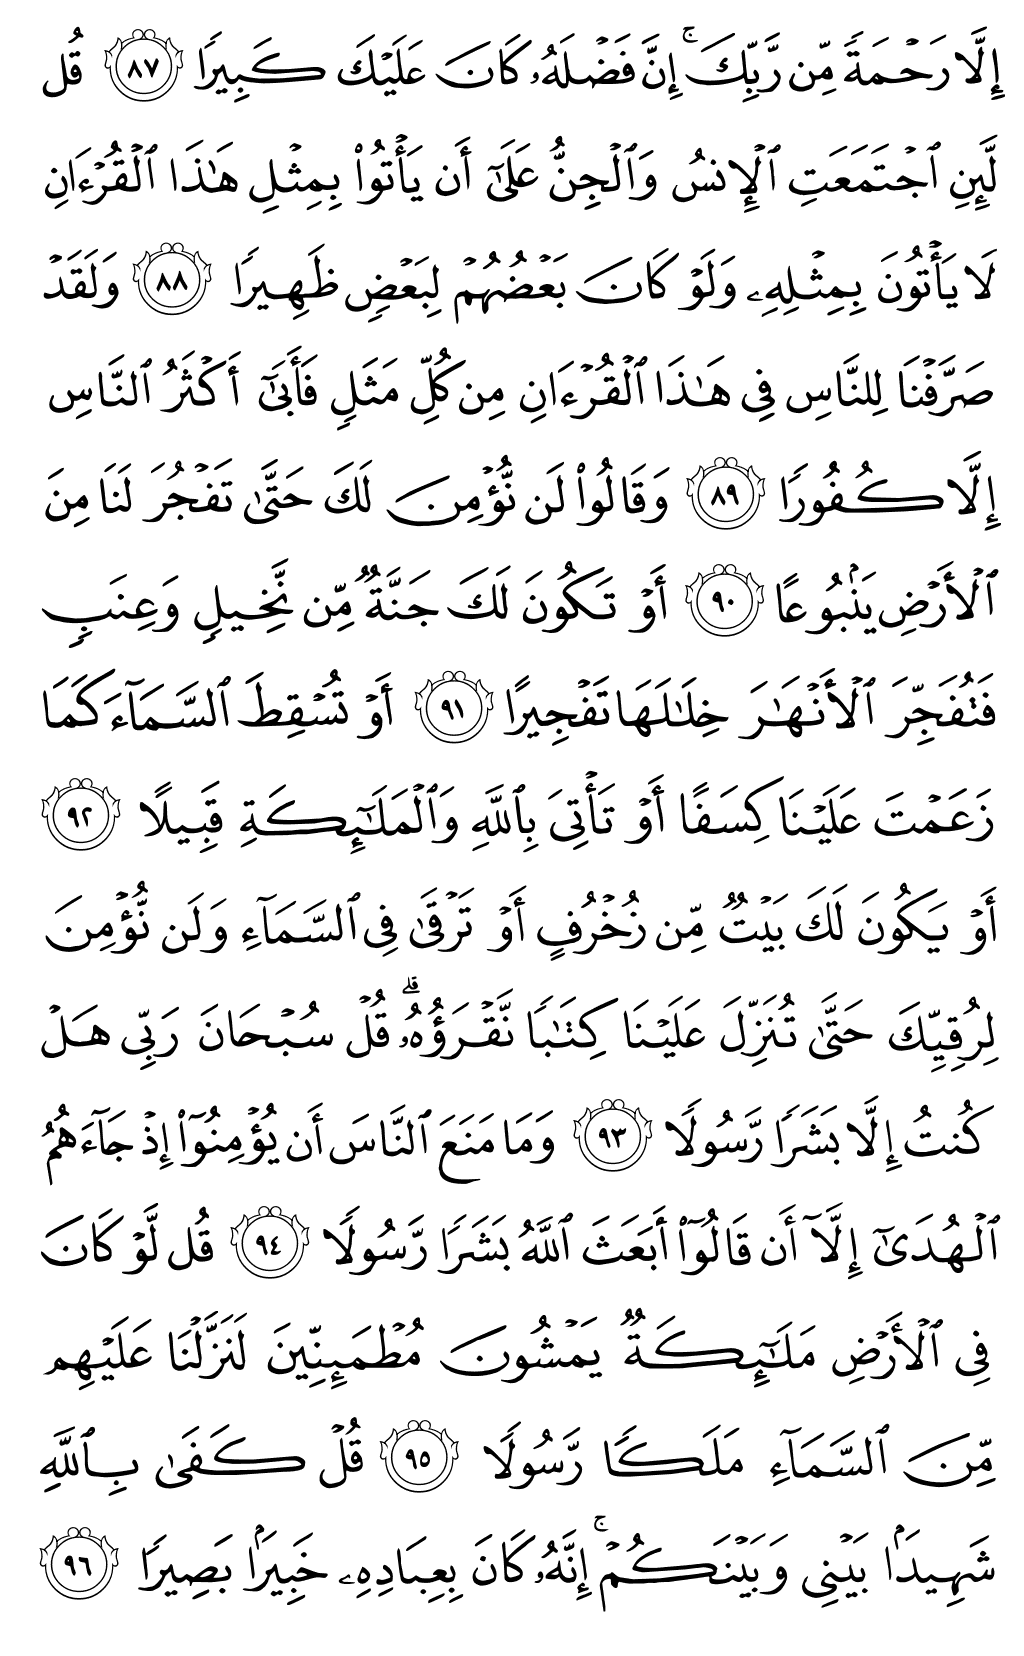 إِلَّا رَحْمَةً مِّن رَّبِّكَ ۚ إِنَّ فَضْلَهُۥ كَانَ عَلَيْكَ كَبِيرًا ٨٧ قُل
لَّئِنِ ٱجْتَمَعَتِ ٱلْإِنسُ وَٱلْجِنُّ عَلَىٰٓ أَن يَأْتُوا۟ بِمِثْلِ هَٰذَا ٱلْقُرْءَانِ
لَا يَأْتُونَ بِمِثْلِهِۦ وَلَوْ كَانَ بَعْضُهُمْ لِبَعْضٍ ظَهِيرًا ٨٨ وَلَقَدْ
صَرَّفْنَا لِلنَّاسِ فِى هَٰذَا ٱلْقُرْءَانِ مِن كُلِّ مَثَلٍ فَأَبَىٰٓ أَكْثَرُ ٱلنَّاسِ
إِلَّا كُفُورًا ٨٩ وَقَالُوا۟ لَن نُّؤْمِنَ لَكَ حَتَّىٰ تَفْجُرَ لَنَا مِنَ
ٱلْأَرْضِ يَنۢبُوعًا ٩٠ أَوْ تَكُونَ لَكَ جَنَّةٌ مِّن نَّخِيلٍ وَعِنَبٍ
فَتُفَجِّرَ ٱلْأَنْهَٰرَ خِلَٰلَهَا تَفْجِيرًا ٩١ أَوْ تُسْقِطَ ٱلسَّمَآءَ كَمَا
زَعَمْتَ عَلَيْنَا كِسَفًا أَوْ تَأْتِىَ بِٱللَّهِ وَٱلْمَلَٰٓئِكَةِ قَبِيلًا ٩٢
أَوْ يَكُونَ لَكَ بَيْتٌ مِّن زُخْرُفٍ أَوْ تَرْقَىٰ فِى ٱلسَّمَآءِ وَلَن نُّؤْمِنَ
لِرُقِيِّكَ حَتَّىٰ تُنَزِّلَ عَلَيْنَا كِتَٰبًا نَّقْرَؤُهُۥ ۗ قُلْ سُبْحَانَ رَبِّى هَلْ
كُنتُ إِلَّا بَشَرًا رَّسُولًا ٩٣ وَمَا مَنَعَ ٱلنَّاسَ أَن يُؤْمِنُوٓا۟ إِذْ جَآءَهُمُ
ٱلْهُدَىٰٓ إِلَّآ أَن قَالُوٓا۟ أَبَعَثَ ٱللَّهُ بَشَرًا رَّسُولًا ٩٤ قُل لَّوْ كَانَ
فِى ٱلْأَرْضِ مَلَٰٓئِكَةٌ يَمْشُونَ مُطْمَئِنِّينَ لَنَزَّلْنَا عَلَيْهِم
مِّنَ ٱلسَّمَآءِ مَلَكًا رَّسُولًا ٩٥ قُلْ كَفَىٰ بِٱللَّهِ
شَهِيدًۢا بَيْنِى وَبَيْنَكُمْ ۚ إِنَّهُۥ كَانَ بِعِبَادِهِۦ خَبِيرًۢا بَصِيرًا ٩٦